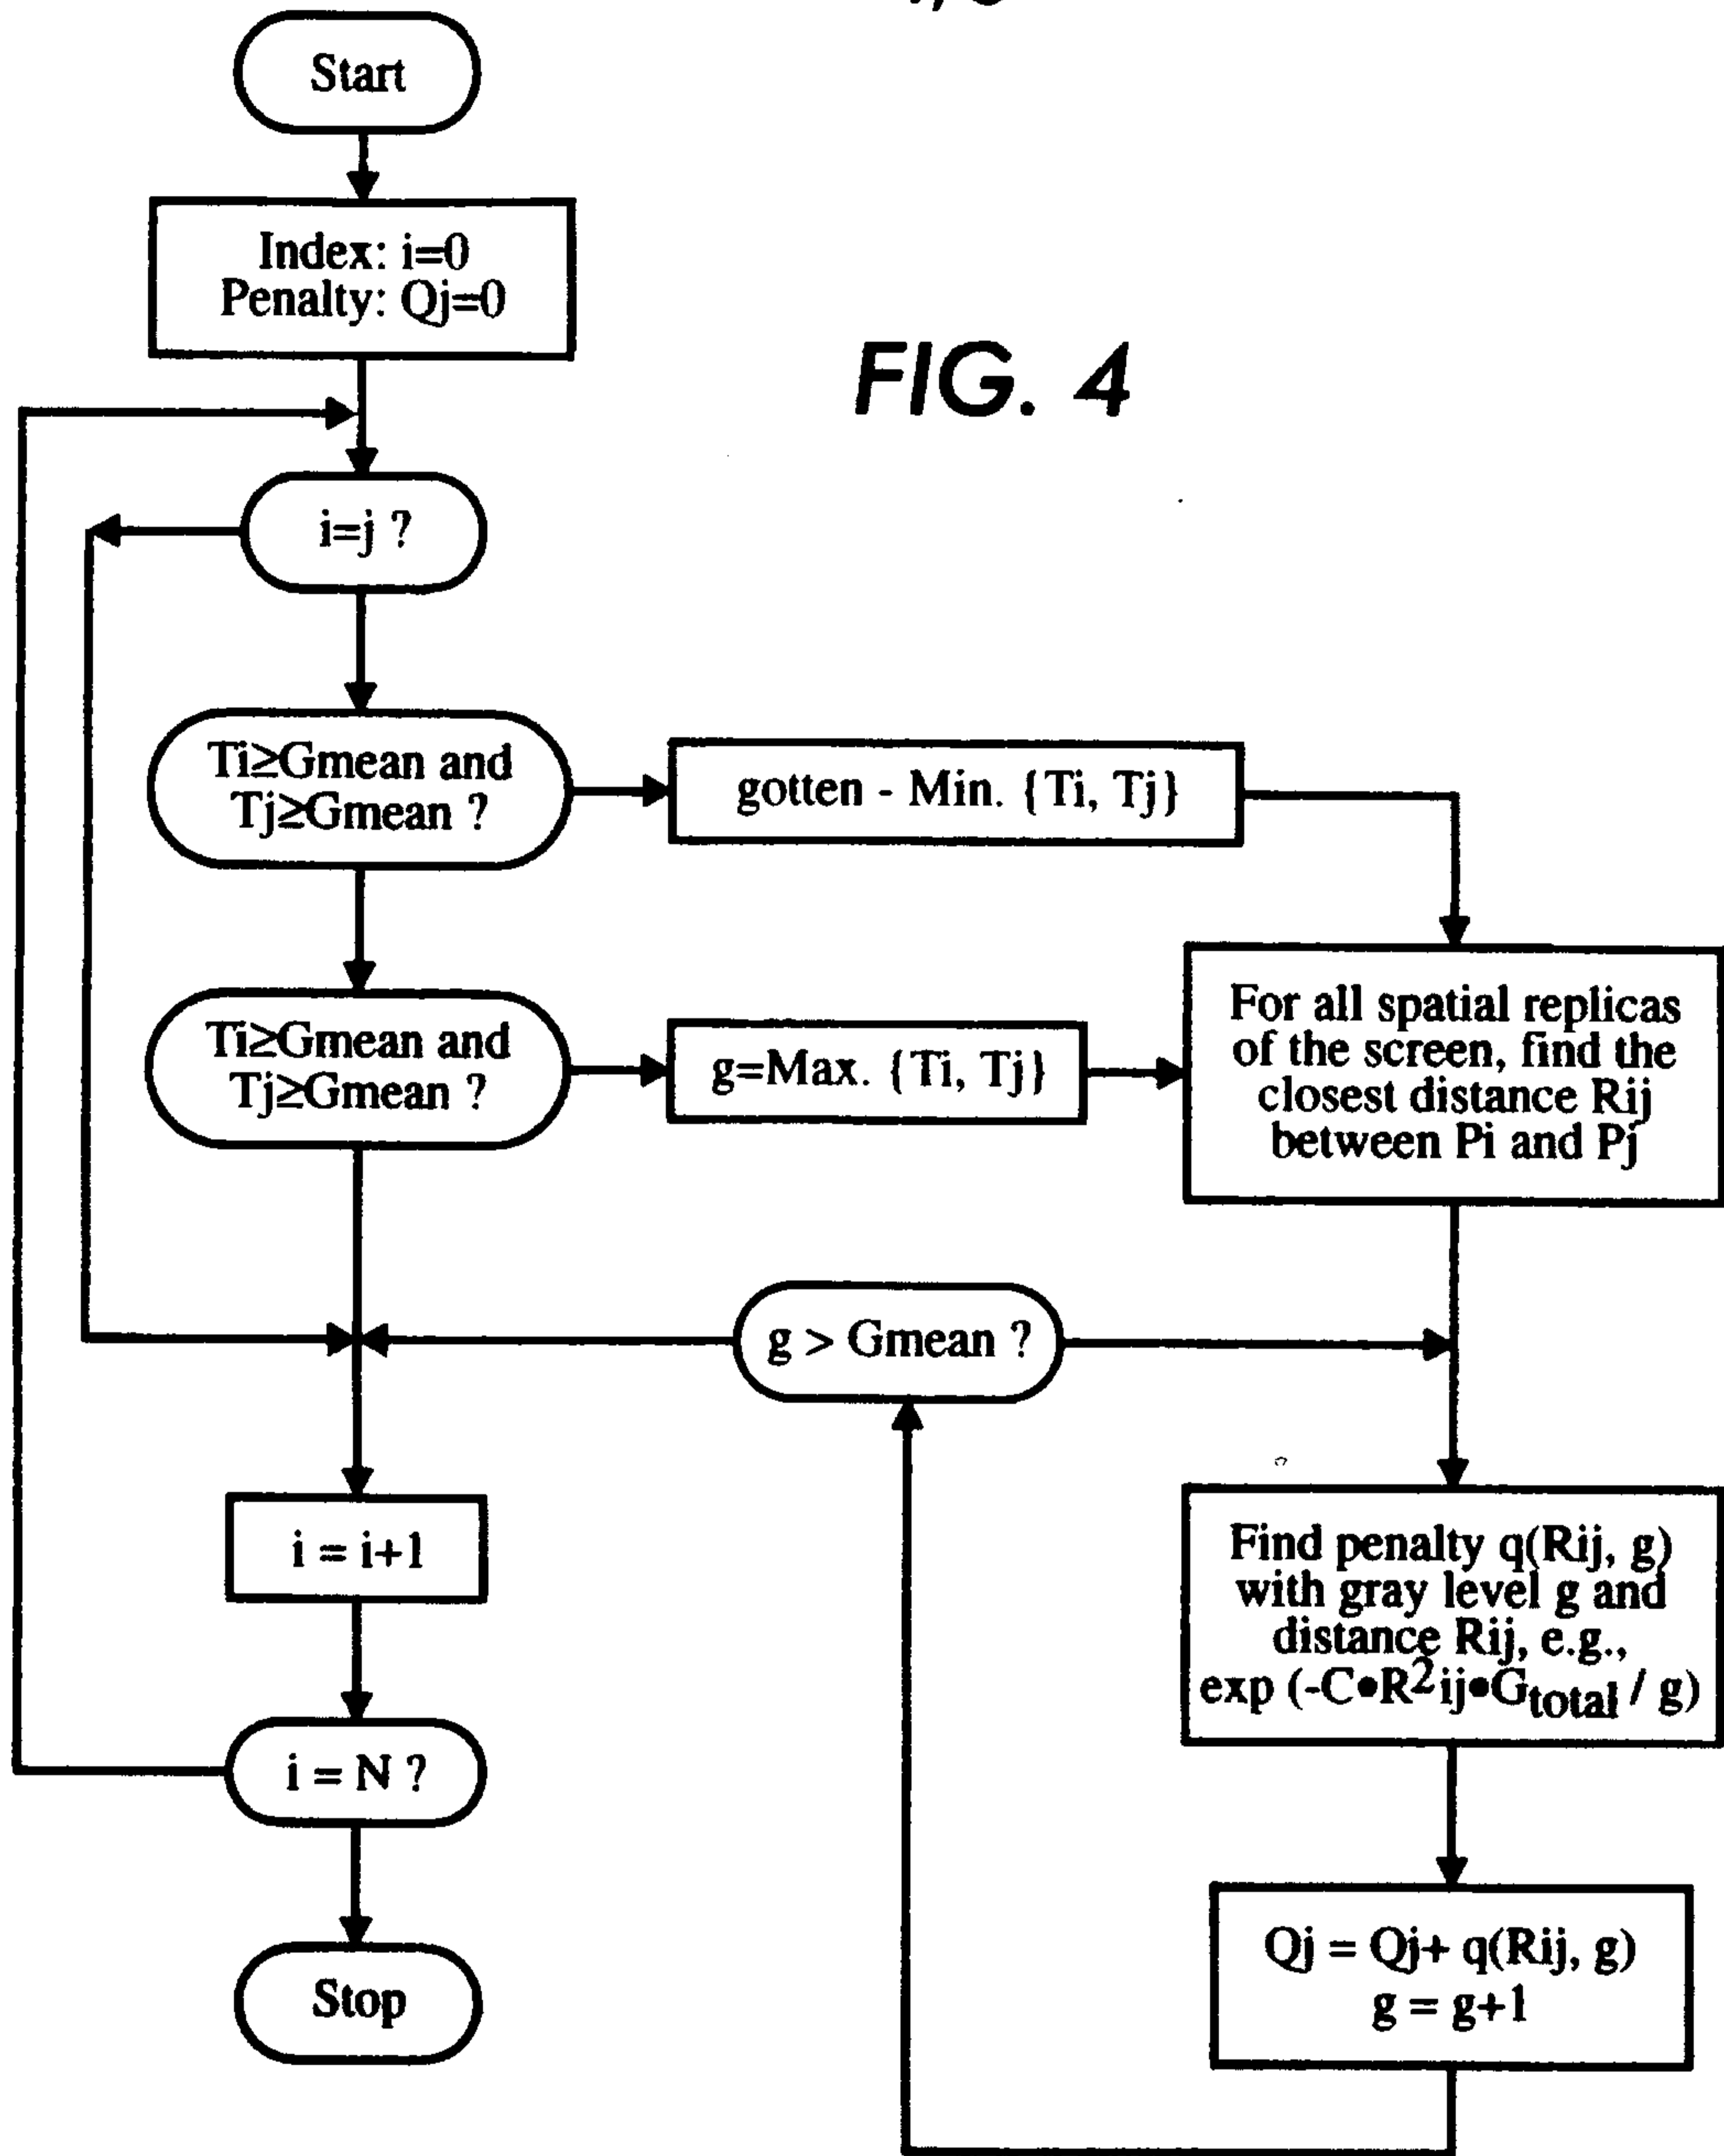 Start
Index: i=0
Penalty: Qj=0
FIG. 4
i=j ?
Ti≥Gmean and
Tj≥Gmean ?
gotten - Min. {Ti, Tj}
Ti≥Gmean and
Tj≥Gmean ?
g=Max. {Ti, Tj}
For all spatial replicas
of the screen, find the
closest distance Rij
between Pi and Pj
g > Gmean ?
i = i+1
Find penalty q(Rij, g)
with gray level g and
distance Rij, e.g.,
exp (-C•R²ij•Gtotal / g)
i = N ?
Qj = Qj+ q(Rij, g)
g = g+1
Stop